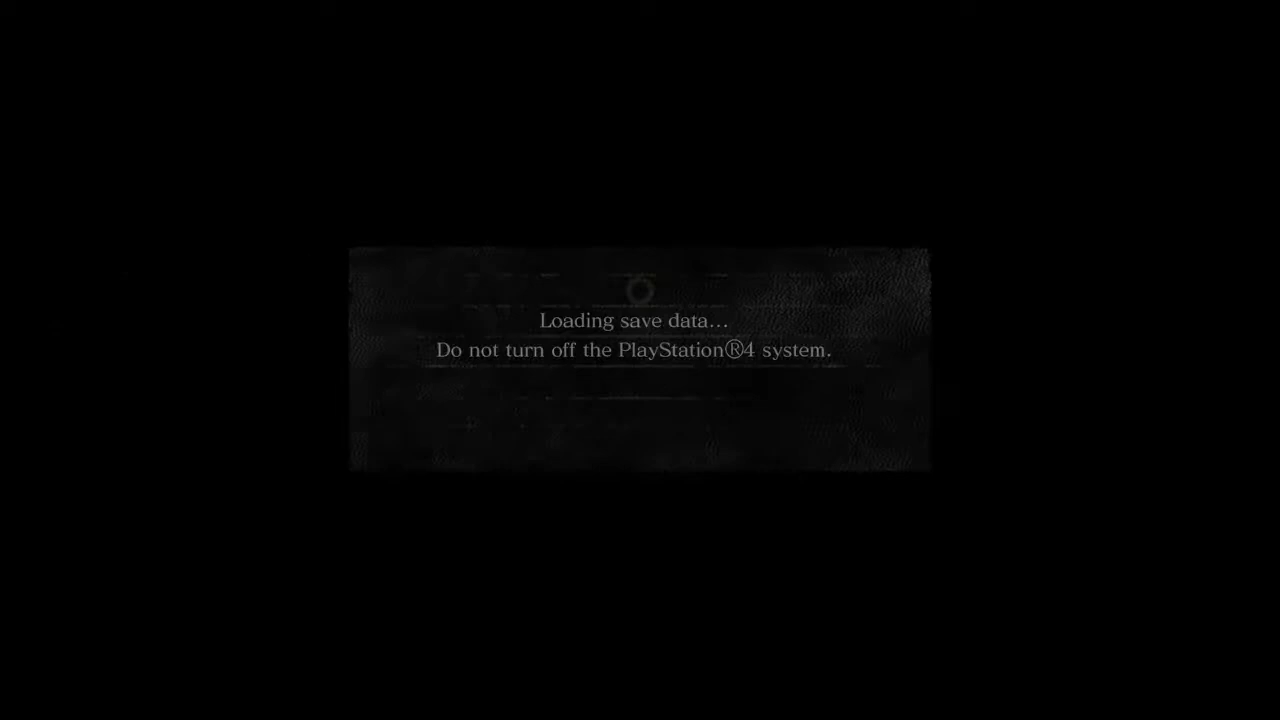 Loading save data...
Do not turn off the PlayStation®4 system.